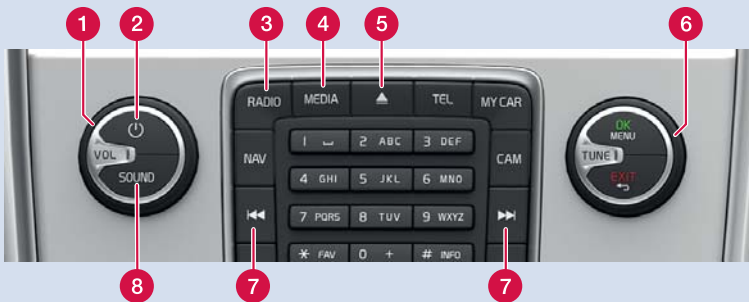 1 2 3 4 5 6
RADIO MEDIA TEL MY CAR
VOL
SOUND
NAV
1 2 ABC 3 DEF
CAM
4 GHI 5 JKL 6 MNO
7 PQRS 8 TUV 9 WXYZ
* FAV 0 + # INFO
OK
MENU
TUNE
EXIT
7 8 7